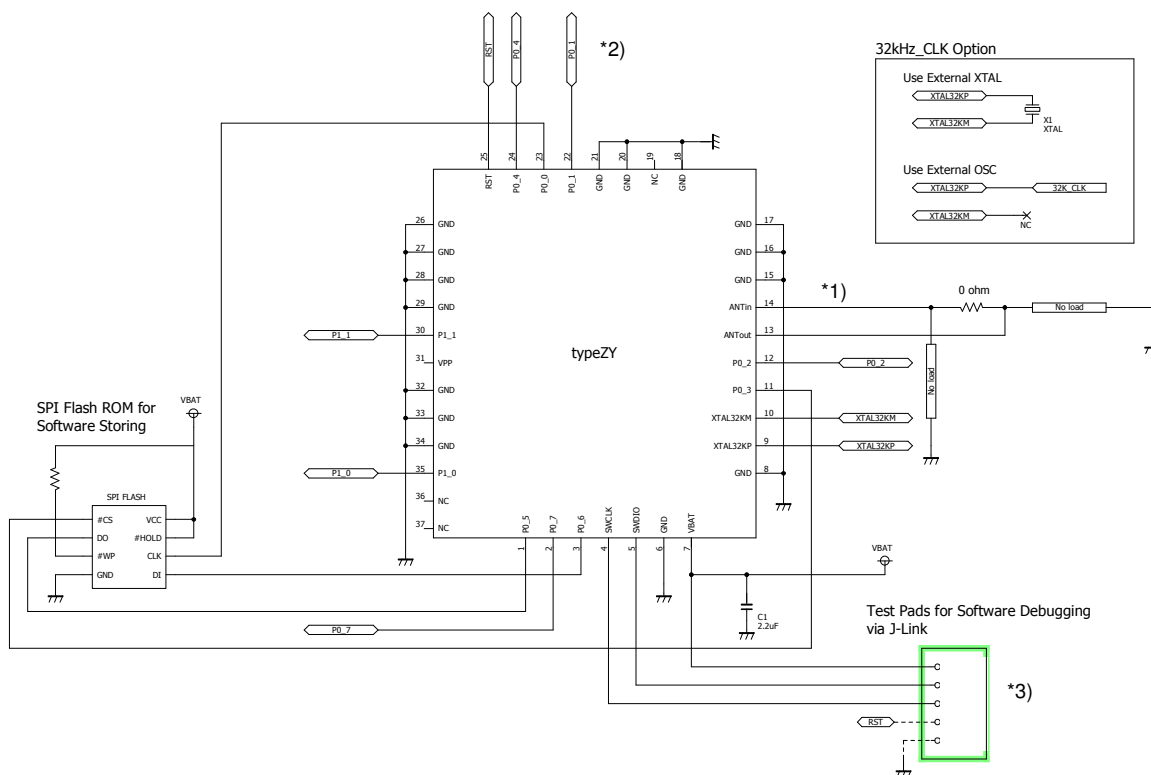 *2)
RST
P0_4
P0_1
32kHz_CLK Option
Use External XTAL
XTAL32KP
XTAL32KM
X1
XTAL
Use External OSC
XTAL32KP
32K_CLK
XTAL32KM
NC
25
24
23
22
21
20
19
18
RST
P0_4
P0_0
P0_1
GND
GND
NC
GND
26 GND
27 GND
28 GND
29 GND
P1_1
30 P1_1
31 VPP
32 GND
33 GND
34 GND
P1_0
35 P1_0
36 NC
37 NC
typeZY
GND 17
GND 16
GND 15
ANTin 14
*1)
0 ohm
No load
ANTout 13
No load
P0_2 12
P0_2
P0_3 11
XTAL32KM 10
XTAL32KM
XTAL32KP 9
XTAL32KP
GND 8
P0_5
P0_7
P0_6
SWCLK
SWDIO
GND
VBAT
1
2
3
4
5
6
7
SPI Flash ROM for
Software Storing
VBAT
SPI FLASH
#CS VCC
DO #HOLD
#WP CLK
GND DI
P0_7
VBAT
C1
2.2uF
Test Pads for Software Debugging
via J-Link
*3)
RST